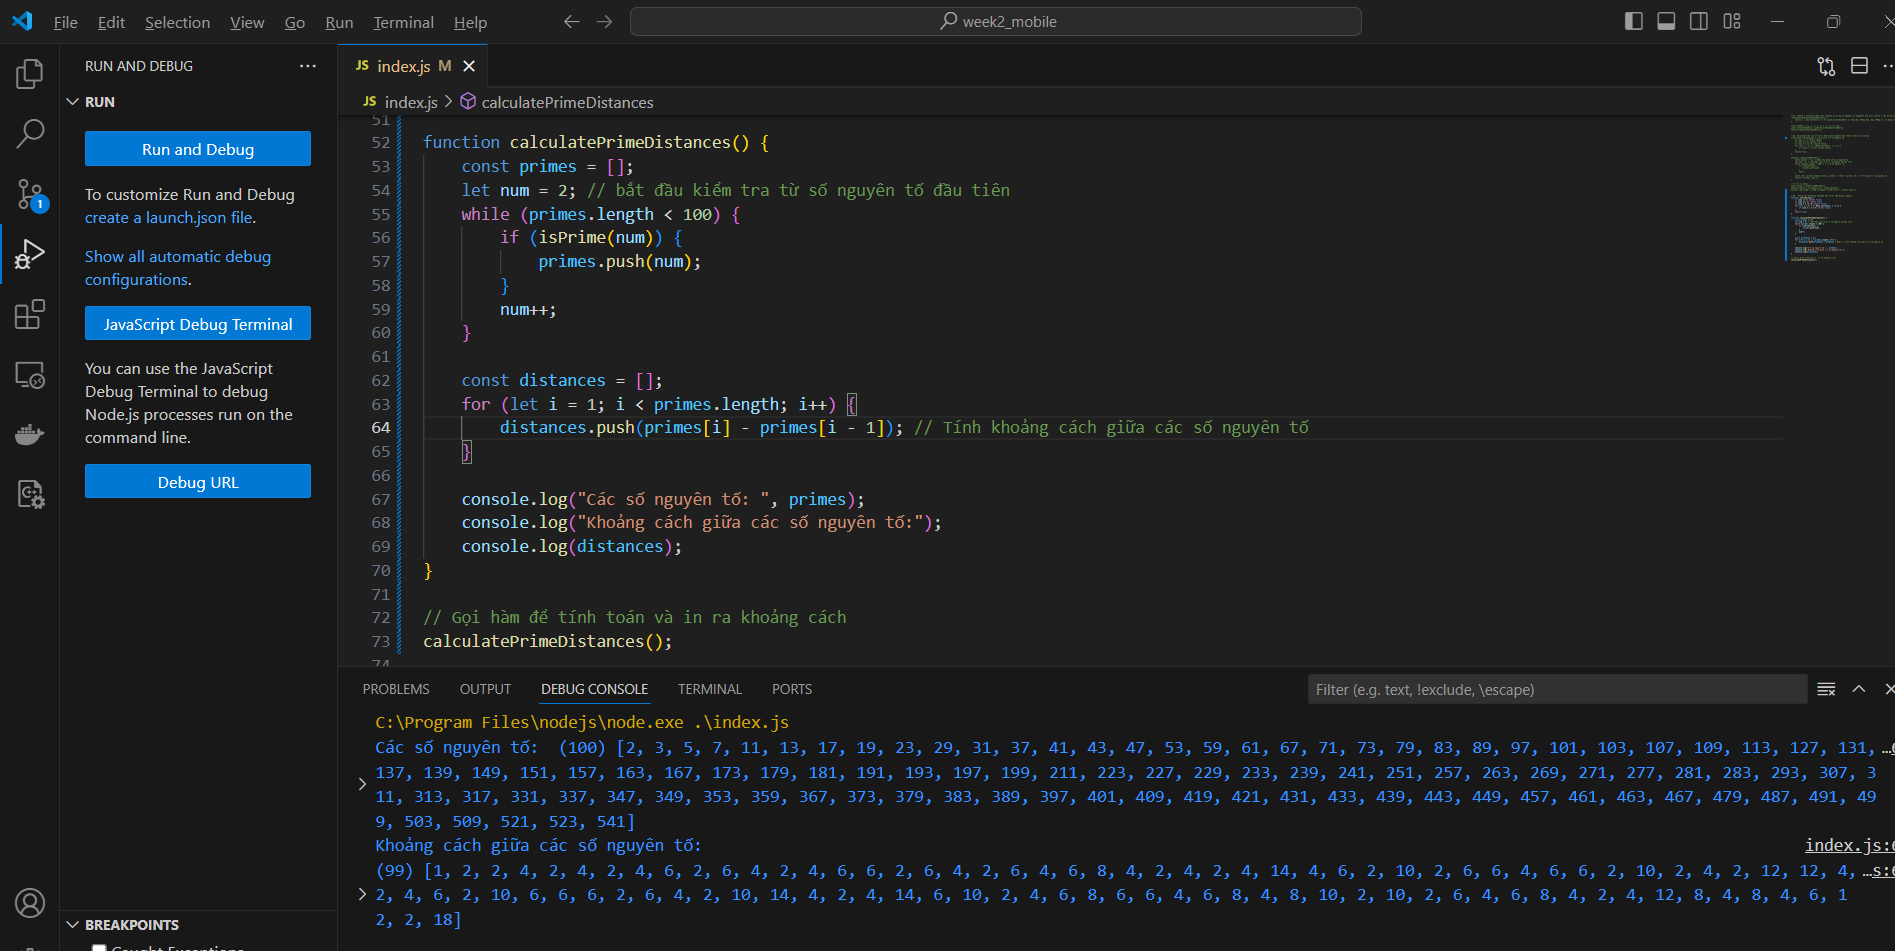 File Edit Selection View Go Run Terminal Help
week2_mobile
RUN AND DEBUG
RUN
Run and Debug
To customize Run and Debug
create a launch.json file.
Show all automatic debug
configurations.
JavaScript Debug Terminal
You can use the JavaScript
Debug Terminal to debug
Node.js processes run on the
command line.
Debug URL
BREAKPOINTS
Caught Exceptions
1
JS index.js M
JS index.js > calculatePrimeDistances
51
52 function calculatePrimeDistances() {
53 const primes = [];
54 let num = 2; // bắt đầu kiểm tra từ số nguyên tố đầu tiên
55 while (primes.length < 100) {
56 if (isPrime(num)) {
57 primes.push(num);
58 }
59 num++;
60 }
61
62 const distances = [];
63 for (let i = 1; i < primes.length; i++) {
64 distances.push(primes[i] - primes[i - 1]); // Tính khoảng cách giữa các số nguyên tố
65 }
66
67 console.log("Các số nguyên tố: ", primes);
68 console.log("Khoảng cách giữa các số nguyên tố:");
69 console.log(distances);
70 }
71
72 // Gọi hàm để tính toán và in ra khoảng cách
73 calculatePrimeDistances();
74
PROBLEMS OUTPUT DEBUG CONSOLE TERMINAL PORTS
Filter (e.g. text, !exclude, \escape)
C:\Program Files\nodejs\node.exe .\index.js
Các số nguyên tố: (100) [2, 3, 5, 7, 11, 13, 17, 19, 23, 29, 31, 37, 41, 43, 47, 53, 59, 61, 67, 71, 73, 79, 83, 89, 97, 101, 103, 107, 109, 113, 127, 131, …
137, 139, 149, 151, 157, 163, 167, 173, 179, 181, 191, 193, 197, 199, 211, 223, 227, 229, 233, 239, 241, 251, 257, 263, 269, 271, 277, 281, 283, 293, 307, 3
11, 313, 317, 331, 337, 347, 349, 353, 359, 367, 373, 379, 383, 389, 397, 401, 409, 419, 421, 431, 433, 439, 443, 449, 457, 461, 463, 467, 479, 487, 491, 49
9, 503, 509, 521, 523, 541]
Khoảng cách giữa các số nguyên tố: index.js:6
(99) [1, 2, 2, 4, 2, 4, 2, 4, 6, 2, 6, 4, 2, 4, 6, 6, 2, 6, 4, 2, 6, 4, 6, 8, 4, 2, 4, 2, 4, 14, 4, 6, 2, 10, 2, 6, 6, 4, 6, 6, 2, 10, 2, 4, 2, 12, 12, 4, …s:6
2, 4, 6, 2, 10, 6, 6, 6, 2, 6, 4, 2, 10, 14, 4, 2, 4, 14, 6, 10, 2, 4, 6, 8, 6, 6, 4, 6, 8, 4, 8, 10, 2, 10, 2, 6, 4, 6, 8, 4, 2, 4, 12, 8, 4, 8, 4, 6, 1
2, 2, 18]